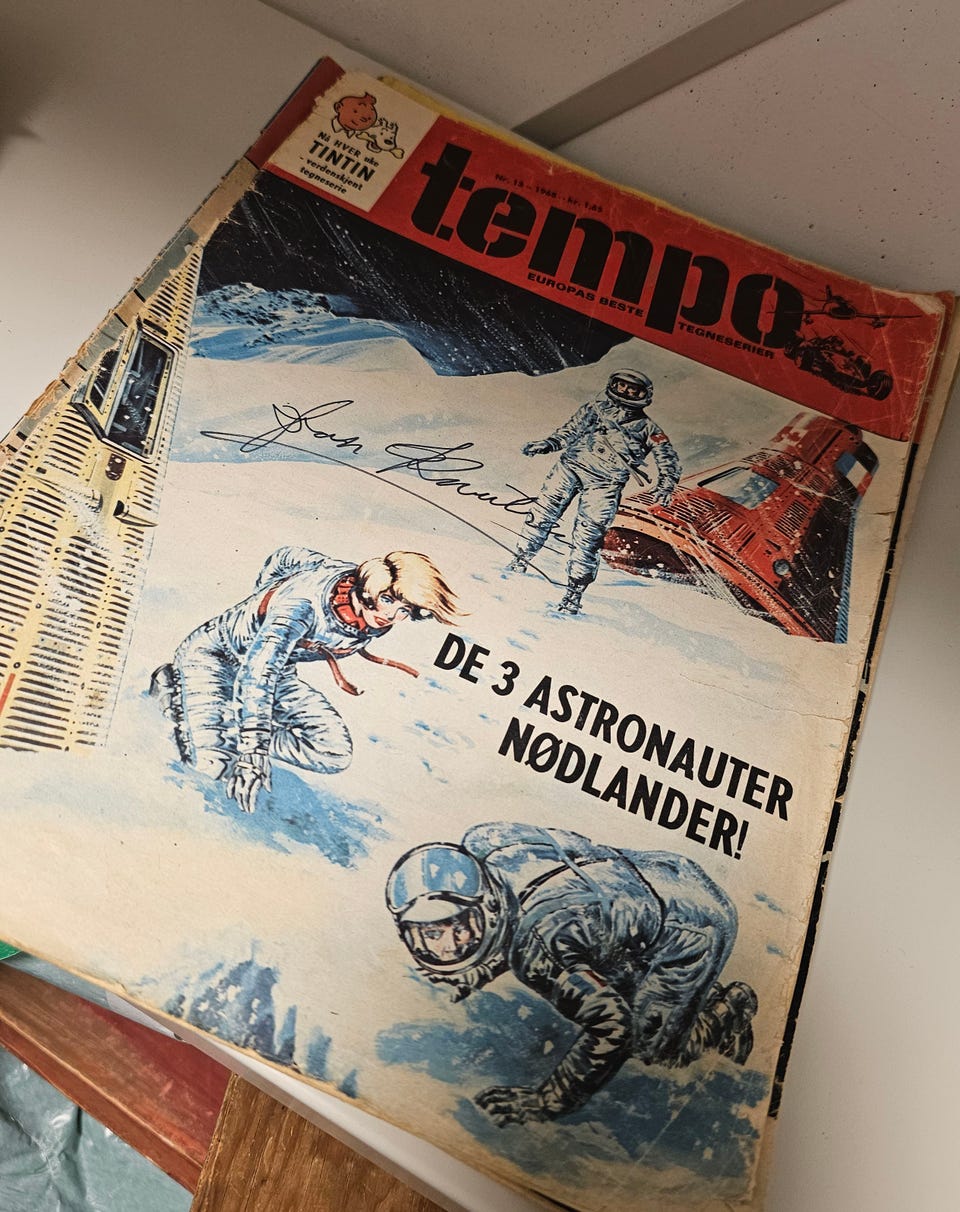 Nå HVER uke
TINTIN
- verdenskjent
tegneserie
Nr. 13 - 1968 - kr. 1,85
tempo
EUROPAS BESTE TEGNESERIER
DE 3 ASTRONAUTER
NØDLANDER!